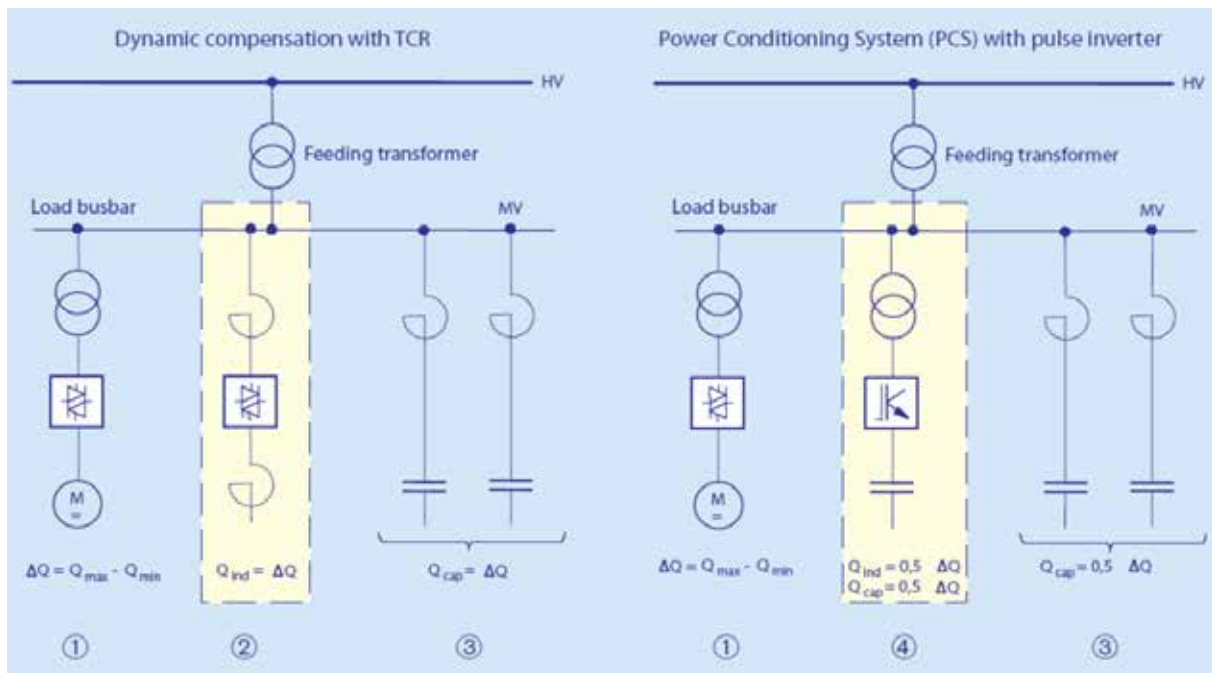 Dynamic compensation with TCR
HV
Feeding transformer
Load busbar
MV
M
=
ΔQ = Q max - Q min
Q ind = ΔQ
Q cap = ΔQ
①
②
③
Power Conditioning System (PCS) with pulse inverter
HV
Feeding transformer
Load busbar
MV
M
=
ΔQ = Q max - Q min
Q ind = 0,5 ΔQ
Q cap = 0,5 ΔQ
Q cap = 0,5 ΔQ
①
④
③